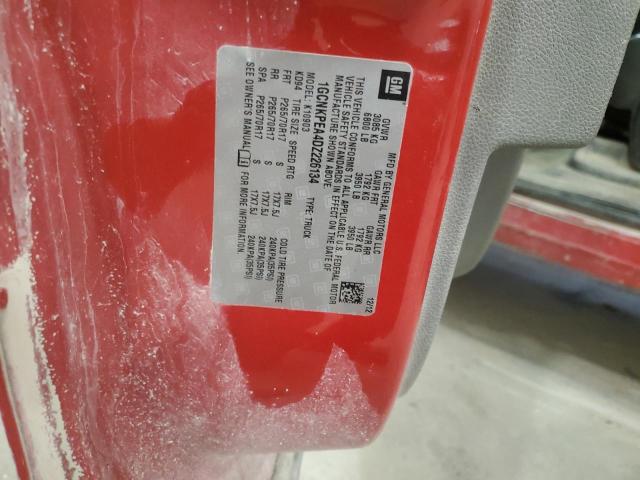 GM
MFD BY GENERAL MOTORS LLC
GVWR GAWR FRT GAWR RR
3085 KG 1792 KG 1792 KG
6800 LB 3950 LB 3950 LB
12/12
THIS VEHICLE CONFORMS TO ALL APPLICABLE U.S. FEDERAL MOTOR
VEHICLE SAFETY STANDARDS IN EFFECT ON THE DATE OF
MANUFACTURE SHOWN ABOVE.
1GCNKPEA4DZ226134
TYPE: TRUCK
MODEL: K10903
KD94 TIRE SIZE SPEED RTG RIM COLD TIRE PRESSURE
FRT P265/70R17 S 17X7.5J 240KPA(35PSI)
RR P265/70R17 S 17X7.5J 240KPA(35PSI)
SPA P265/70R17 S 17X7.5J 240KPA(35PSI)
SEE OWNER'S MANUAL FOR MORE INFORMATION.